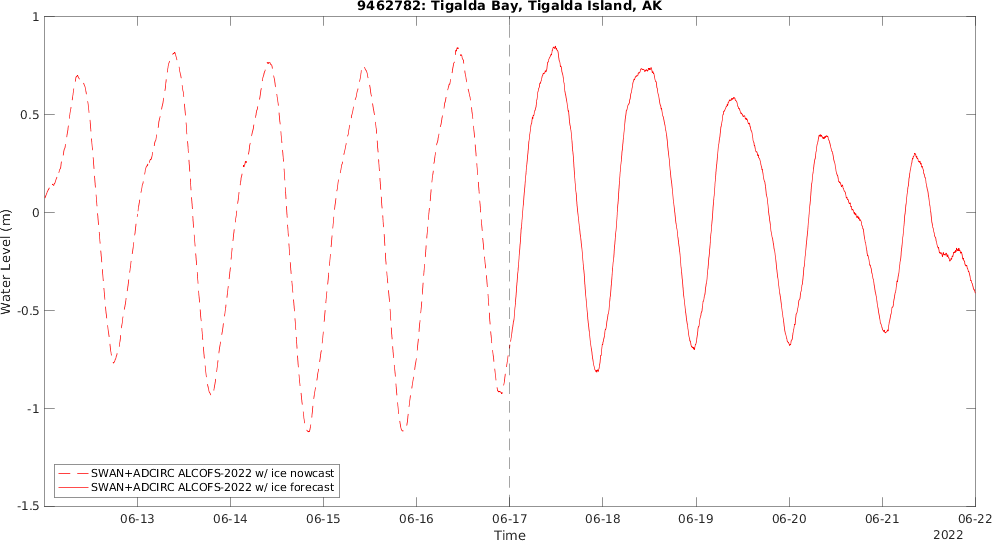 9462782: Tigalda Bay, Tigalda Island, AK
1
0.5
0
-0.5
-1
-1.5
Water Level (m)
SWAN+ADCIRC ALCOFS-2022 w/ ice nowcast
SWAN+ADCIRC ALCOFS-2022 w/ ice forecast
06-13 06-14 06-15 06-16 06-17 06-18 06-19 06-20 06-21 06-22
Time
2022